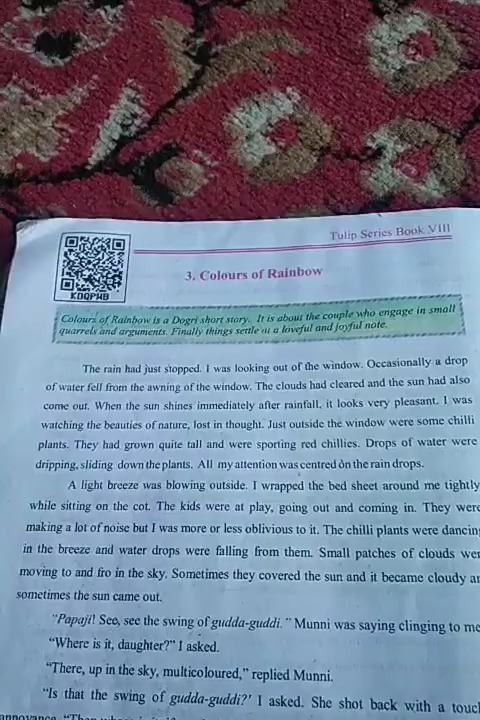 Tulip Series Book VIII
KDQPWB
3. Colours of Rainbow
Colours of Rainbow is a Dogri short story. It is about the couple who engage in small
quarrels and arguments. Finally things settle at a loveful and joyful note.
The rain had just stopped. I was looking out of the window. Occasionally a drop
of water fell from the awning of the window. The clouds had cleared and the sun had also
come out. When the sun shines immediately after rainfall, it looks very pleasant. I was
watching the beauties of nature, lost in thought. Just outside the window were some chilli
plants. They had grown quite tall and were sporting red chillies. Drops of water were
dripping, sliding down the plants. All my attention was centred on the rain drops.
A light breeze was blowing outside. I wrapped the bed sheet around me tightly
while sitting on the cot. The kids were at play, going out and coming in. They were
making a lot of noise but I was more or less oblivious to it. The chilli plants were dancin
in the breeze and water drops were falling from them. Small patches of clouds wer
moving to and fro in the sky. Sometimes they covered the sun and it became cloudy an
sometimes the sun came out.
"Papaji! See, see the swing of gudda-guddi." Munni was saying clinging to me
"Where is it, daughter?" I asked.
"There, up in the sky, multicoloured," replied Munni.
"Is that the swing of gudda-guddi?' I asked. She shot back with a touc
annoyance, "Then